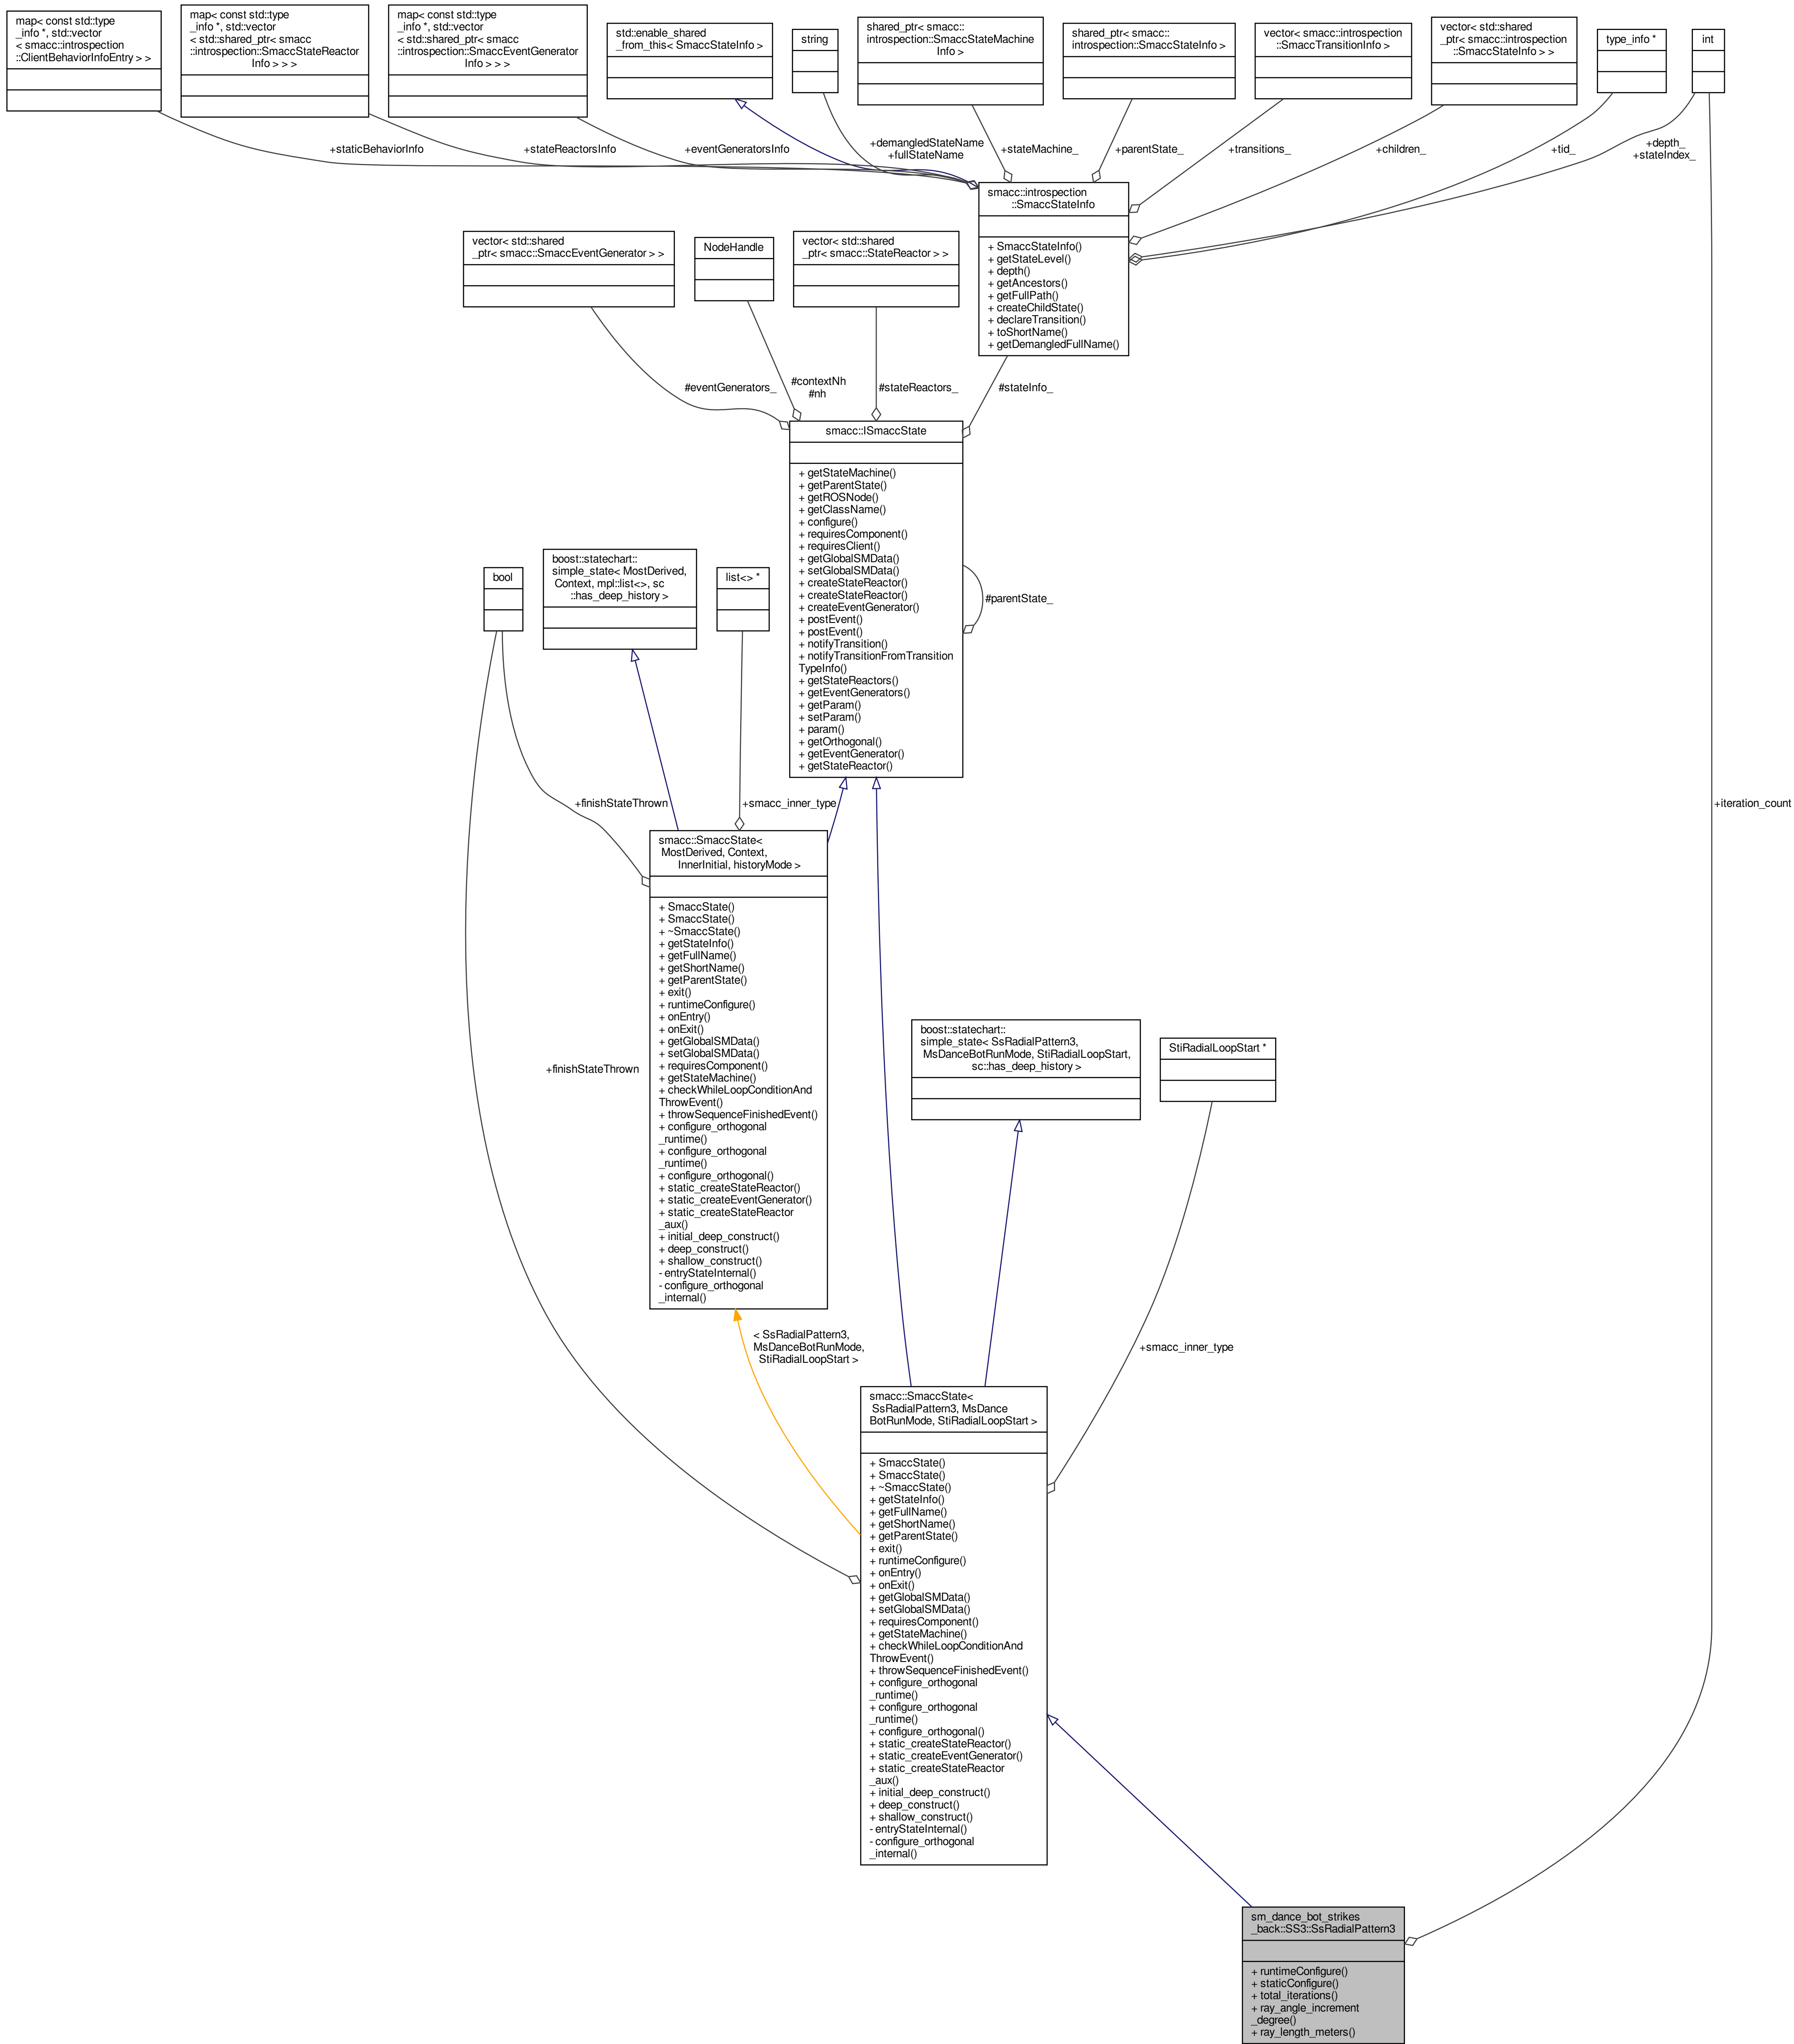 map< const std::type
_info *, std::vector
< smacc::introspection
::ClientBehaviorInfoEntry > >
map< const std::type
_info *, std::vector
< std::shared_ptr< smacc
::introspection::SmaccStateReactor
Info > > >
map< const std::type
_info *, std::vector
< std::shared_ptr< smacc
::introspection::SmaccEventGenerator
Info > > >
std::enable_shared
_from_this< SmaccStateInfo >
string
shared_ptr< smacc::
introspection::SmaccStateMachine
Info >
shared_ptr< smacc::
introspection::SmaccStateInfo >
vector< smacc::introspection
::SmaccTransitionInfo >
vector< std::shared
_ptr< smacc::introspection
::SmaccStateInfo > >
type_info *
int
+staticBehaviorInfo
+stateReactorsInfo
+eventGeneratorsInfo
+demangledStateName
+fullStateName
+stateMachine_
+parentState_
+transitions_
+children_
+tid_
+depth_
+stateIndex_
smacc::introspection
::SmaccStateInfo
+ SmaccStateInfo()
+ getStateLevel()
+ depth()
+ getAncestors()
+ getFullPath()
+ createChildState()
+ declareTransition()
+ toShortName()
+ getDemangledFullName()
vector< std::shared
_ptr< smacc::SmaccEventGenerator > >
NodeHandle
vector< std::shared
_ptr< smacc::StateReactor > >
#eventGenerators_
#contextNh
#nh
#stateReactors_
#stateInfo_
smacc::ISmaccState
+ getStateMachine()
+ getParentState()
+ getROSNode()
+ getClassName()
+ configure()
+ requiresComponent()
+ requiresClient()
+ getGlobalSMData()
+ setGlobalSMData()
+ createStateReactor()
+ createStateReactor()
+ createEventGenerator()
+ postEvent()
+ postEvent()
+ notifyTransition()
+ notifyTransitionFromTransition
TypeInfo()
+ getStateReactors()
+ getEventGenerators()
+ getParam()
+ setParam()
+ param()
+ getOrthogonal()
+ getEventGenerator()
+ getStateReactor()
#parentState_
bool
boost::statechart::
simple_state< MostDerived,
Context, mpl::list<>, sc
::has_deep_history >
list<> *
+finishStateThrown
+smacc_inner_type
+iteration_count
smacc::SmaccState<
MostDerived, Context,
InnerInitial, historyMode >
+ SmaccState()
+ SmaccState()
+ ~SmaccState()
+ getStateInfo()
+ getFullName()
+ getShortName()
+ getParentState()
+ exit()
+ runtimeConfigure()
+ onEntry()
+ onExit()
+ getGlobalSMData()
+ setGlobalSMData()
+ requiresComponent()
+ getStateMachine()
+ checkWhileLoopConditionAnd
ThrowEvent()
+ throwSequenceFinishedEvent()
+ configure_orthogonal
_runtime()
+ configure_orthogonal
_runtime()
+ configure_orthogonal()
+ static_createStateReactor()
+ static_createEventGenerator()
+ static_createStateReactor
_aux()
+ initial_deep_construct()
+ deep_construct()
+ shallow_construct()
- entryStateInternal()
- configure_orthogonal
_internal()
+finishStateThrown
boost::statechart::
simple_state< SsRadialPattern3,
MsDanceBotRunMode, StiRadialLoopStart,
sc::has_deep_history >
StiRadialLoopStart *
< SsRadialPattern3,
MsDanceBotRunMode,
StiRadialLoopStart >
+smacc_inner_type
smacc::SmaccState<
SsRadialPattern3, MsDance
BotRunMode, StiRadialLoopStart >
+ SmaccState()
+ SmaccState()
+ ~SmaccState()
+ getStateInfo()
+ getFullName()
+ getShortName()
+ getParentState()
+ exit()
+ runtimeConfigure()
+ onEntry()
+ onExit()
+ getGlobalSMData()
+ setGlobalSMData()
+ requiresComponent()
+ getStateMachine()
+ checkWhileLoopConditionAnd
ThrowEvent()
+ throwSequenceFinishedEvent()
+ configure_orthogonal
_runtime()
+ configure_orthogonal
_runtime()
+ configure_orthogonal()
+ static_createStateReactor()
+ static_createEventGenerator()
+ static_createStateReactor
_aux()
+ initial_deep_construct()
+ deep_construct()
+ shallow_construct()
- entryStateInternal()
- configure_orthogonal
_internal()
sm_dance_bot_strikes
_back::SS3::SsRadialPattern3
+ runtimeConfigure()
+ staticConfigure()
+ total_iterations()
+ ray_angle_increment
_degree()
+ ray_length_meters()